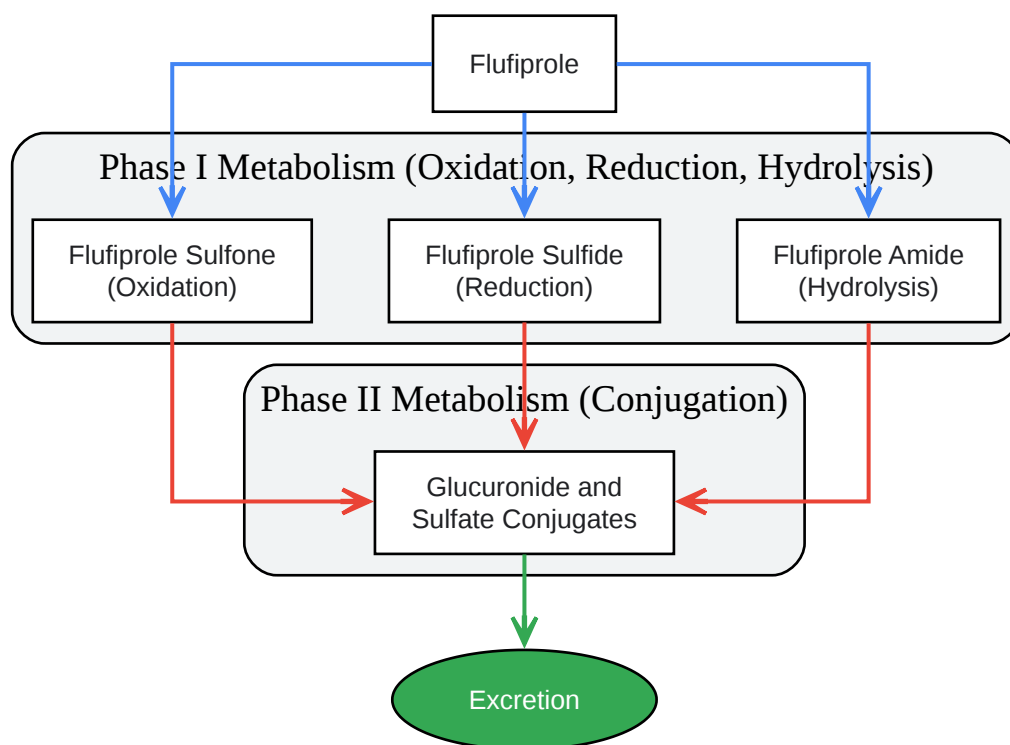 Flufiprole
Phase I Metabolism (Oxidation, Reduction, Hydrolysis)
Flufiprole Sulfone
(Oxidation)
Flufiprole Sulfide
(Reduction)
Flufiprole Amide
(Hydrolysis)
Phase II Metabolism (Conjugation)
Glucuronide and
Sulfate Conjugates
Excretion